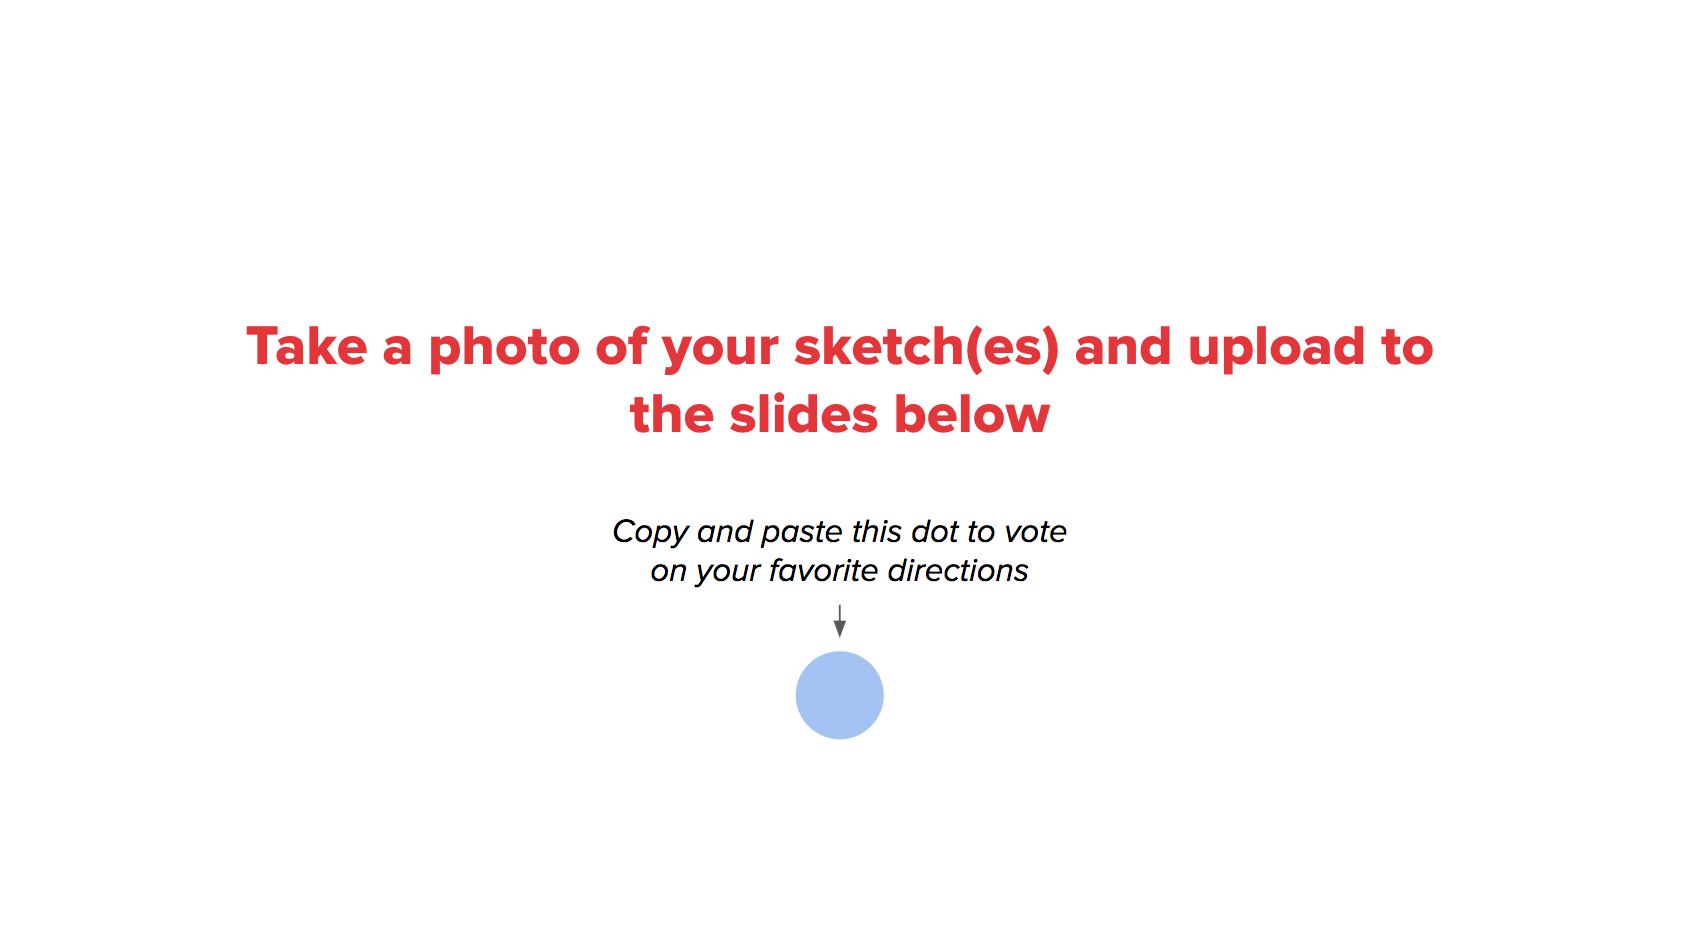 Take a photo of your sketch(es) and upload to
the slides below
Copy and paste this dot to vote
on your favorite directions